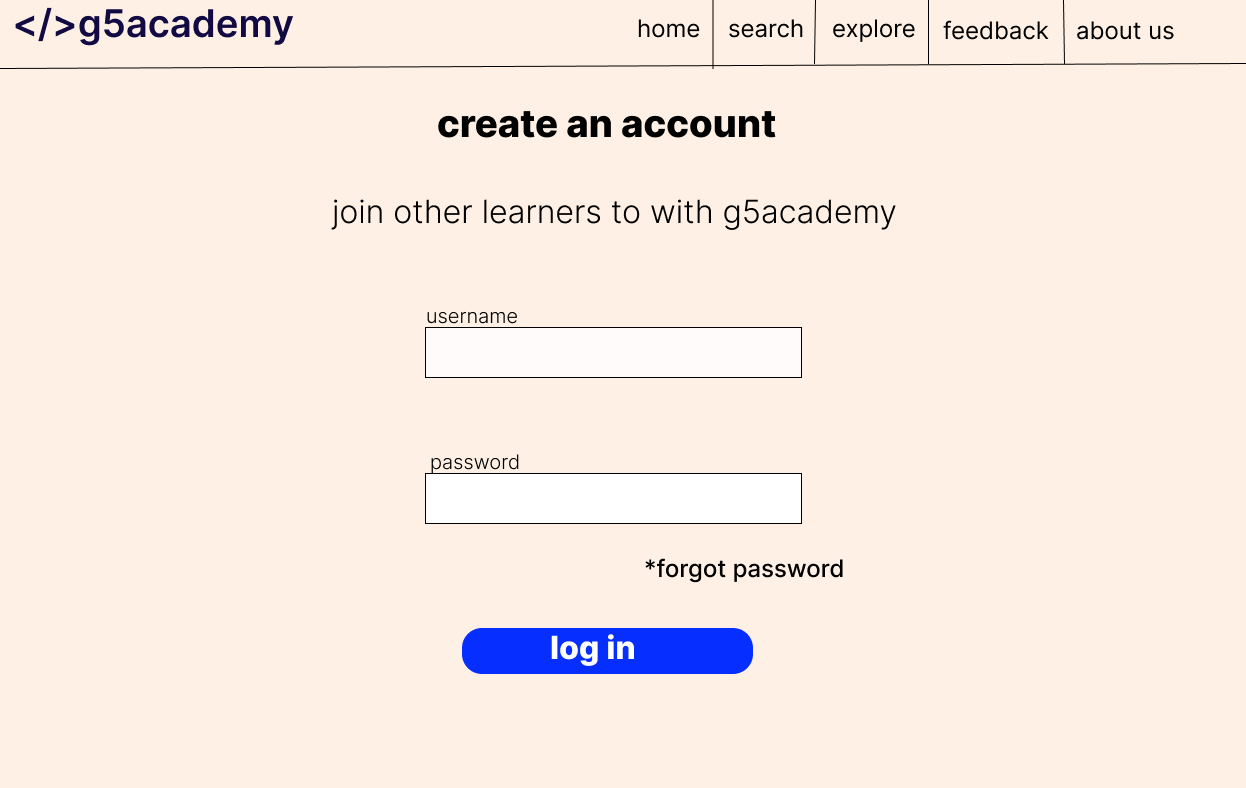 </>g5academy
home search explore feedback about us
create an account
join other learners to with g5academy
username
password
*forgot password
log in